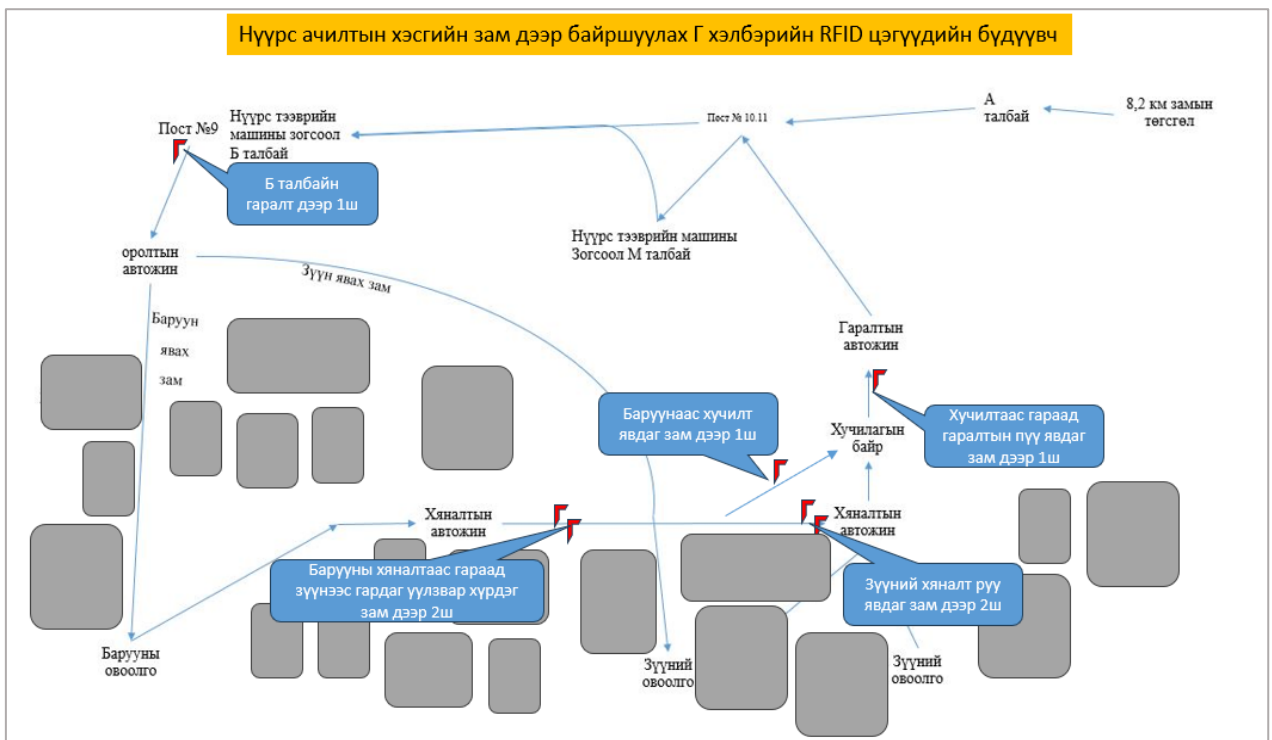 Нүүрс ачилтын хэсгийн зам дээр байршуулах Г хэлбэрийн RFID цэгүүдийн бүдүүвч
8,2 км замын
төгсгөл
А
талбай
Пост № 10.11
Пост №9
Нүүрс тээврийн
машины зогсоол
Б талбай
Б талбайн
гаралт дээр 1ш
Нүүрс тээврийн машины
Зогсоол М талбай
оролтын
автожин
Зүүн явах зам
Баруун
явах
зам
Гаралтын
автожин
Баруунаас хучилт
явдаг зам дээр 1ш
Хучилагын
байр
Хучилтаас гараад
гаралтын пүү явдаг
зам дээр 1ш
Хяналтын
автожин
Хяналтын
автожин
Барууны хяналтаас гараад
зүүнээс гардаг уулзвар хүрдэг
зам дээр 2ш
Зүүний хяналт руу
явдаг зам дээр 2ш
Барууны
овоолго
Зүүний
овоолго
Зүүний
овоолго